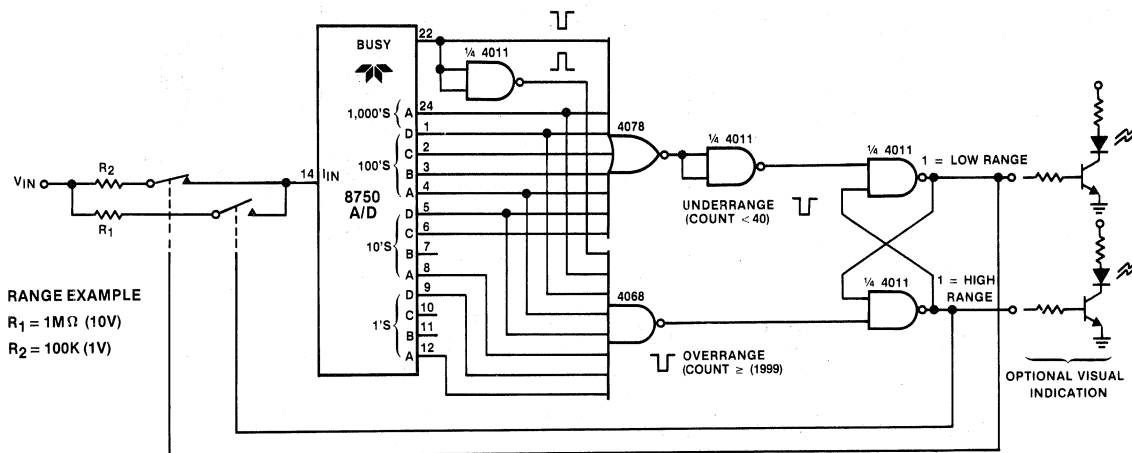 22
BUSY
¼ 4011
1,000'S
A
24
D
1
100'S
C
2
B
3
A
4
D
5
10'S
C
6
B
7
A
8
D
9
1'S
C
10
B
11
A
12
14
I_IN
8750
A/D
V_IN
R2
R1
RANGE EXAMPLE
R1 = 1MΩ (10V)
R2 = 100K (1V)
4078
¼ 4011
UNDERRANGE
(COUNT < 40)
¼ 4011
1 = LOW RANGE
4068
OVERRANGE
(COUNT ≥ (1999)
¼ 4011
1 = HIGH
RANGE
OPTIONAL VISUAL
INDICATION